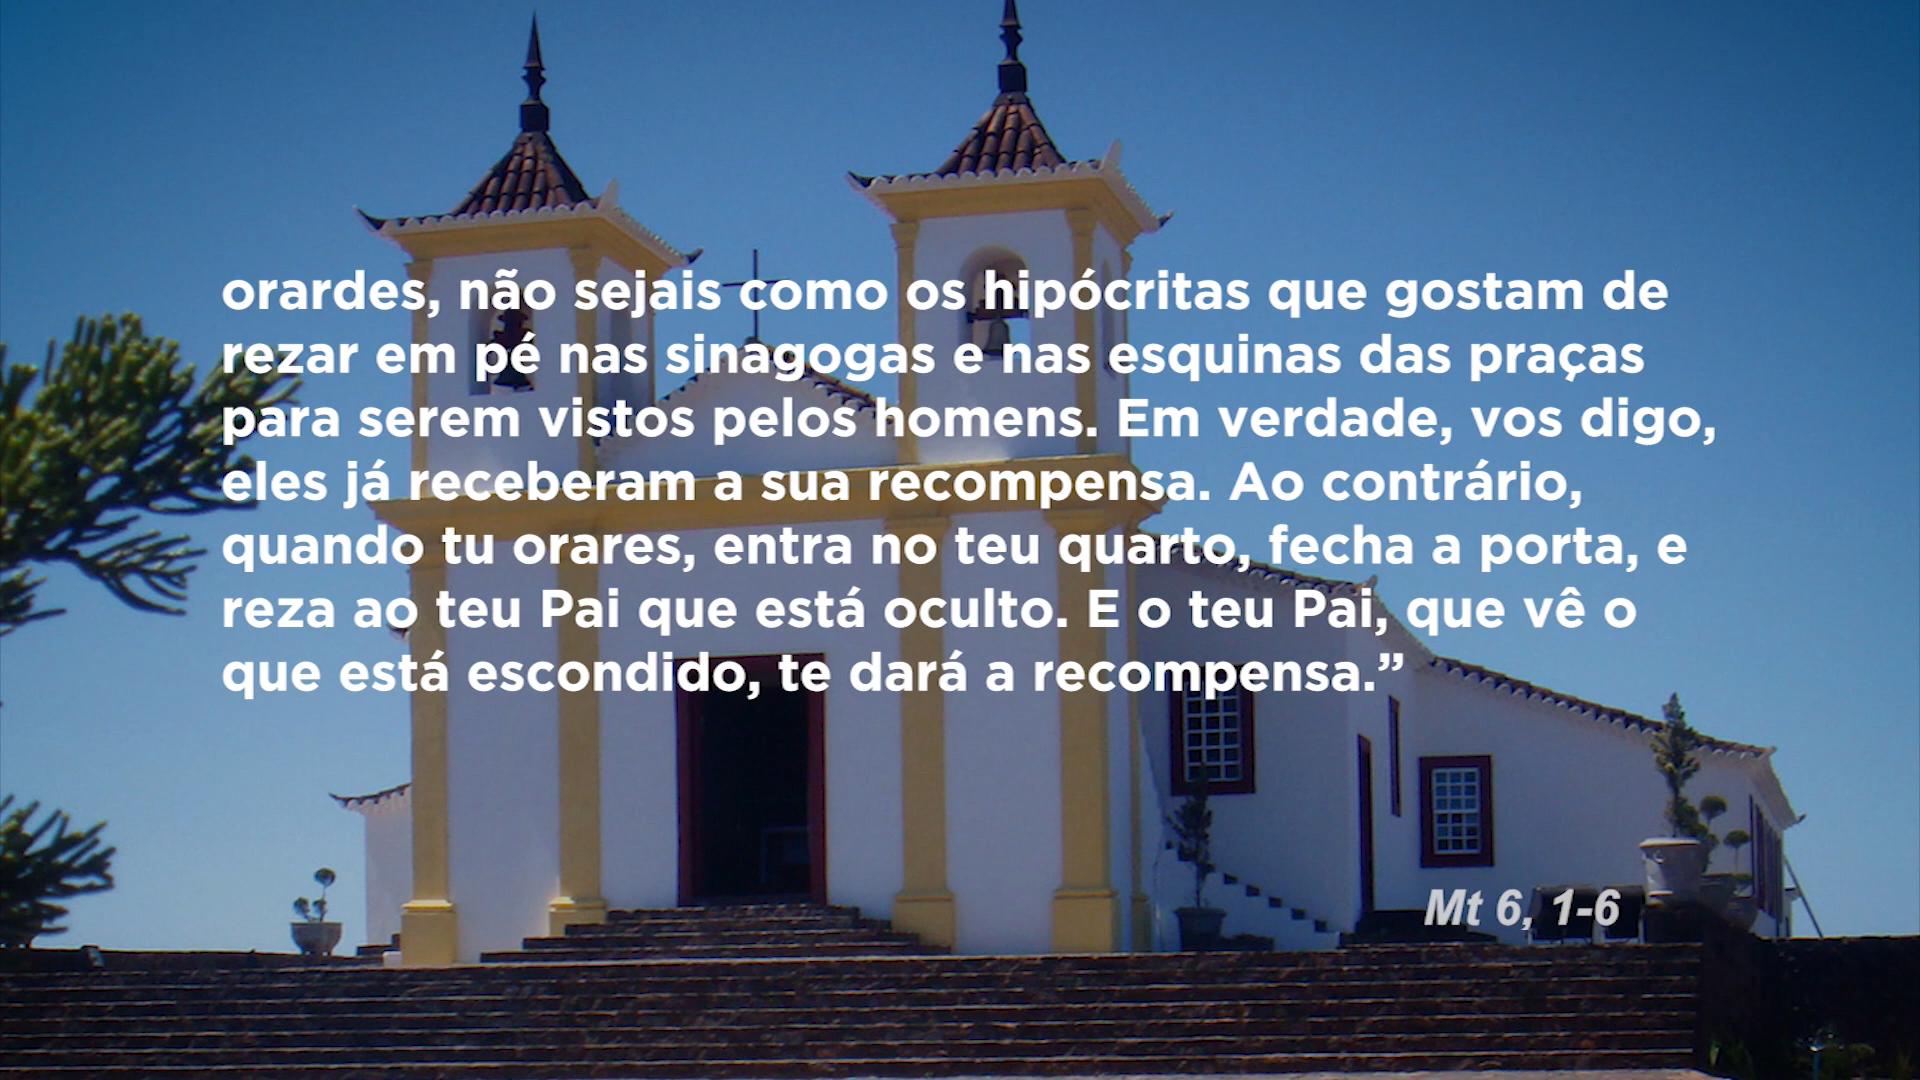 orardes, não sejais como os hipócritas que gostam de
rezar em pé nas sinagogas e nas esquinas das praças
para serem vistos pelos homens. Em verdade, vos digo,
eles já receberam a sua recompensa. Ao contrário,
quando tu orares, entra no teu quarto, fecha a porta, e
reza ao teu Pai que está oculto. E o teu Pai, que vê o
que está escondido, te dará a recompensa.”
Mt 6, 1-6